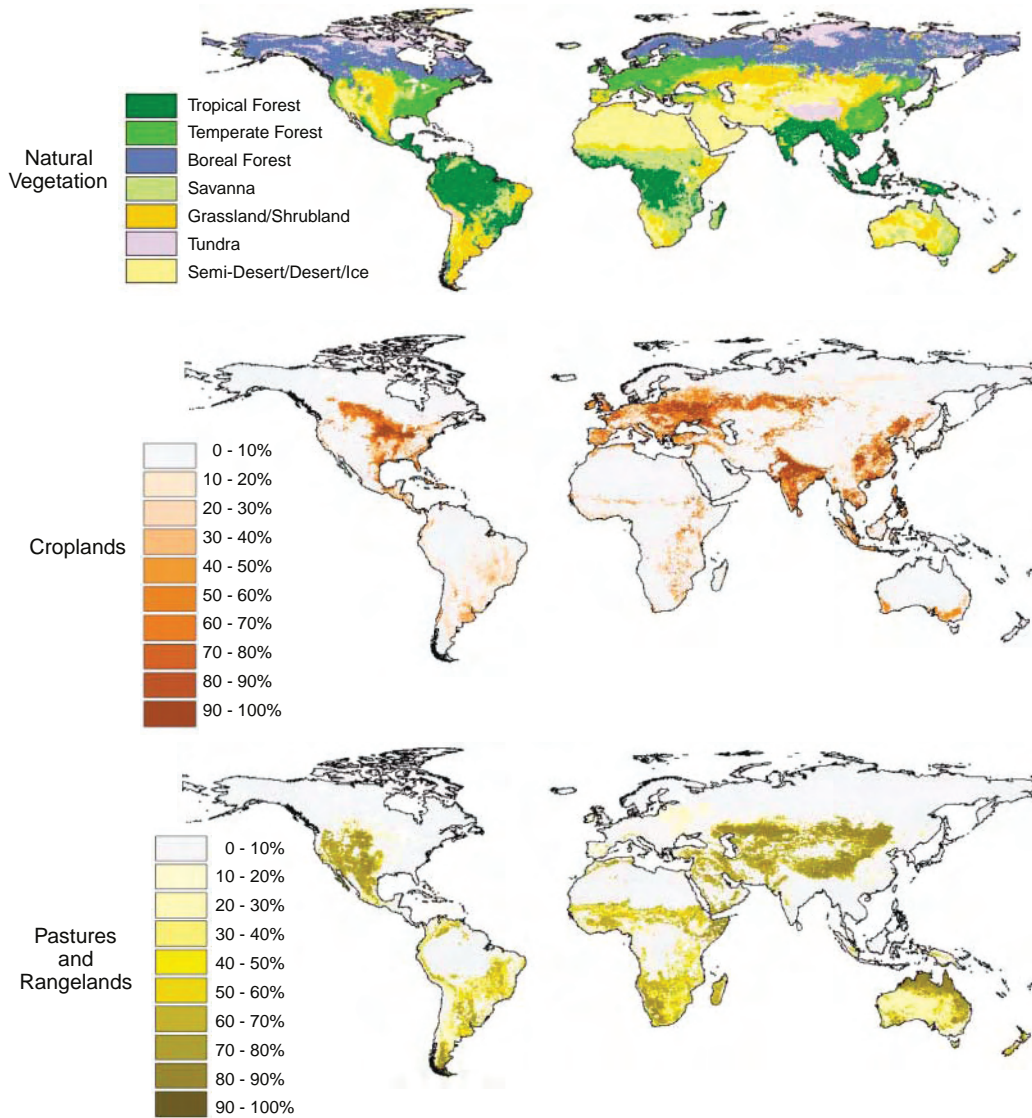 Natural
Vegetation
Tropical Forest
Temperate Forest
Boreal Forest
Savanna
Grassland/Shrubland
Tundra
Semi-Desert/Desert/Ice
Croplands
0 - 10%
10 - 20%
20 - 30%
30 - 40%
40 - 50%
50 - 60%
60 - 70%
70 - 80%
80 - 90%
90 - 100%
Pastures
and
Rangelands
0 - 10%
10 - 20%
20 - 30%
30 - 40%
40 - 50%
50 - 60%
60 - 70%
70 - 80%
80 - 90%
90 - 100%